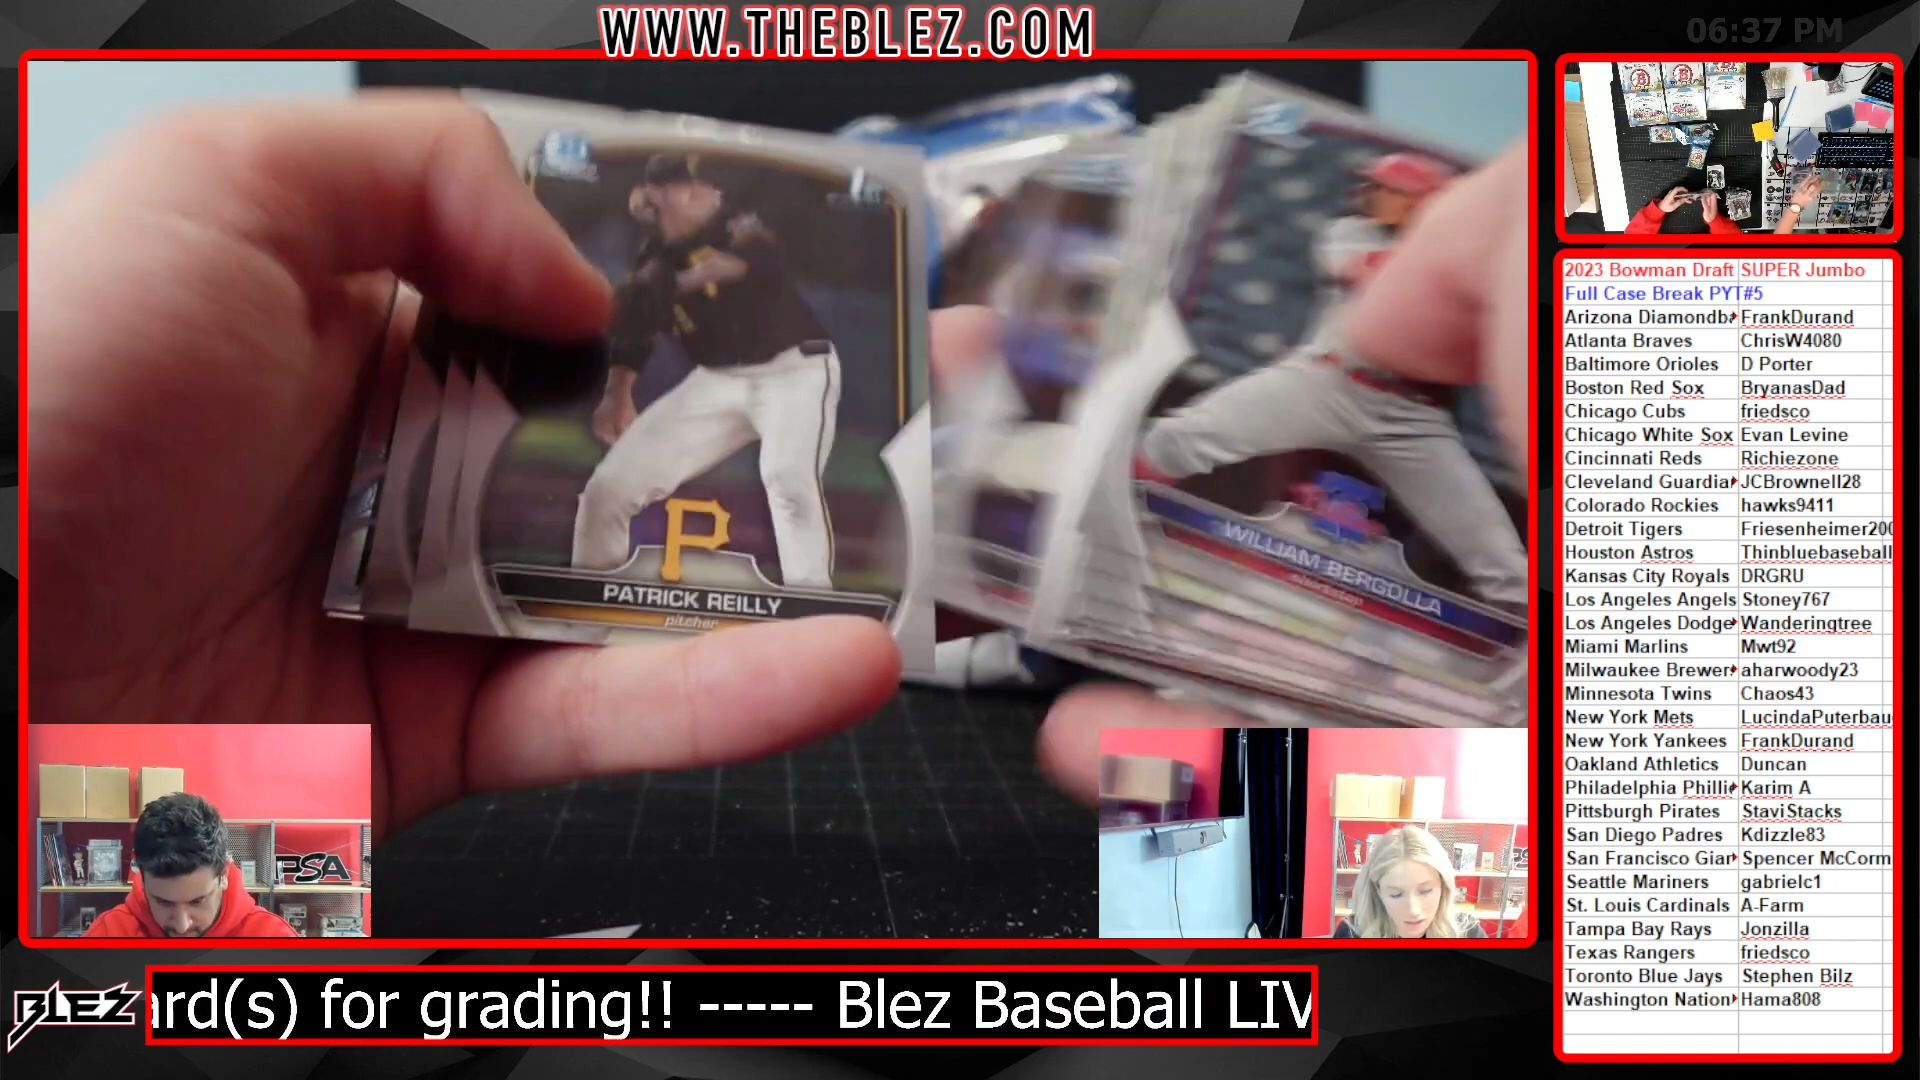 WWW.THEBLEZ.COM
06:37 PM
2023 Bowman Draft SUPER Jumbo
Full Case Break PYT#5
Arizona Diamondba FrankDurand
Atlanta Braves ChrisW4080
Baltimore Orioles D Porter
Boston Red Sox BryanasDad
Chicago Cubs friedsco
Chicago White Sox Evan Levine
Cincinnati Reds Richiezone
Cleveland Guardian JCBrownell28
Colorado Rockies hawks9411
Detroit Tigers Friesenheimer200
Houston Astros Thinbluebaseball
Kansas City Royals DRGRU
Los Angeles Angels Stoney767
Los Angeles Dodge Wanderingtree
Miami Marlins Mwt92
Milwaukee Brewer aharwoody23
Minnesota Twins Chaos43
New York Mets LucindaPuterbau
New York Yankees FrankDurand
Oakland Athletics Duncan
Philadelphia Phillie Karim A
Pittsburgh Pirates StaviStacks
San Diego Padres Kdizzle83
San Francisco Gian Spencer McCorm
Seattle Mariners gabrielc1
St. Louis Cardinals A-Farm
Tampa Bay Rays Jonzilla
Texas Rangers friedsco
Toronto Blue Jays Stephen Bilz
Washington Nation Hama808
P
PATRICK REILLY
pitcher
WILLIAM BERGOLLA
shortstop
PSA
BLEZ
ard(s) for grading!! ----- Blez Baseball LIV